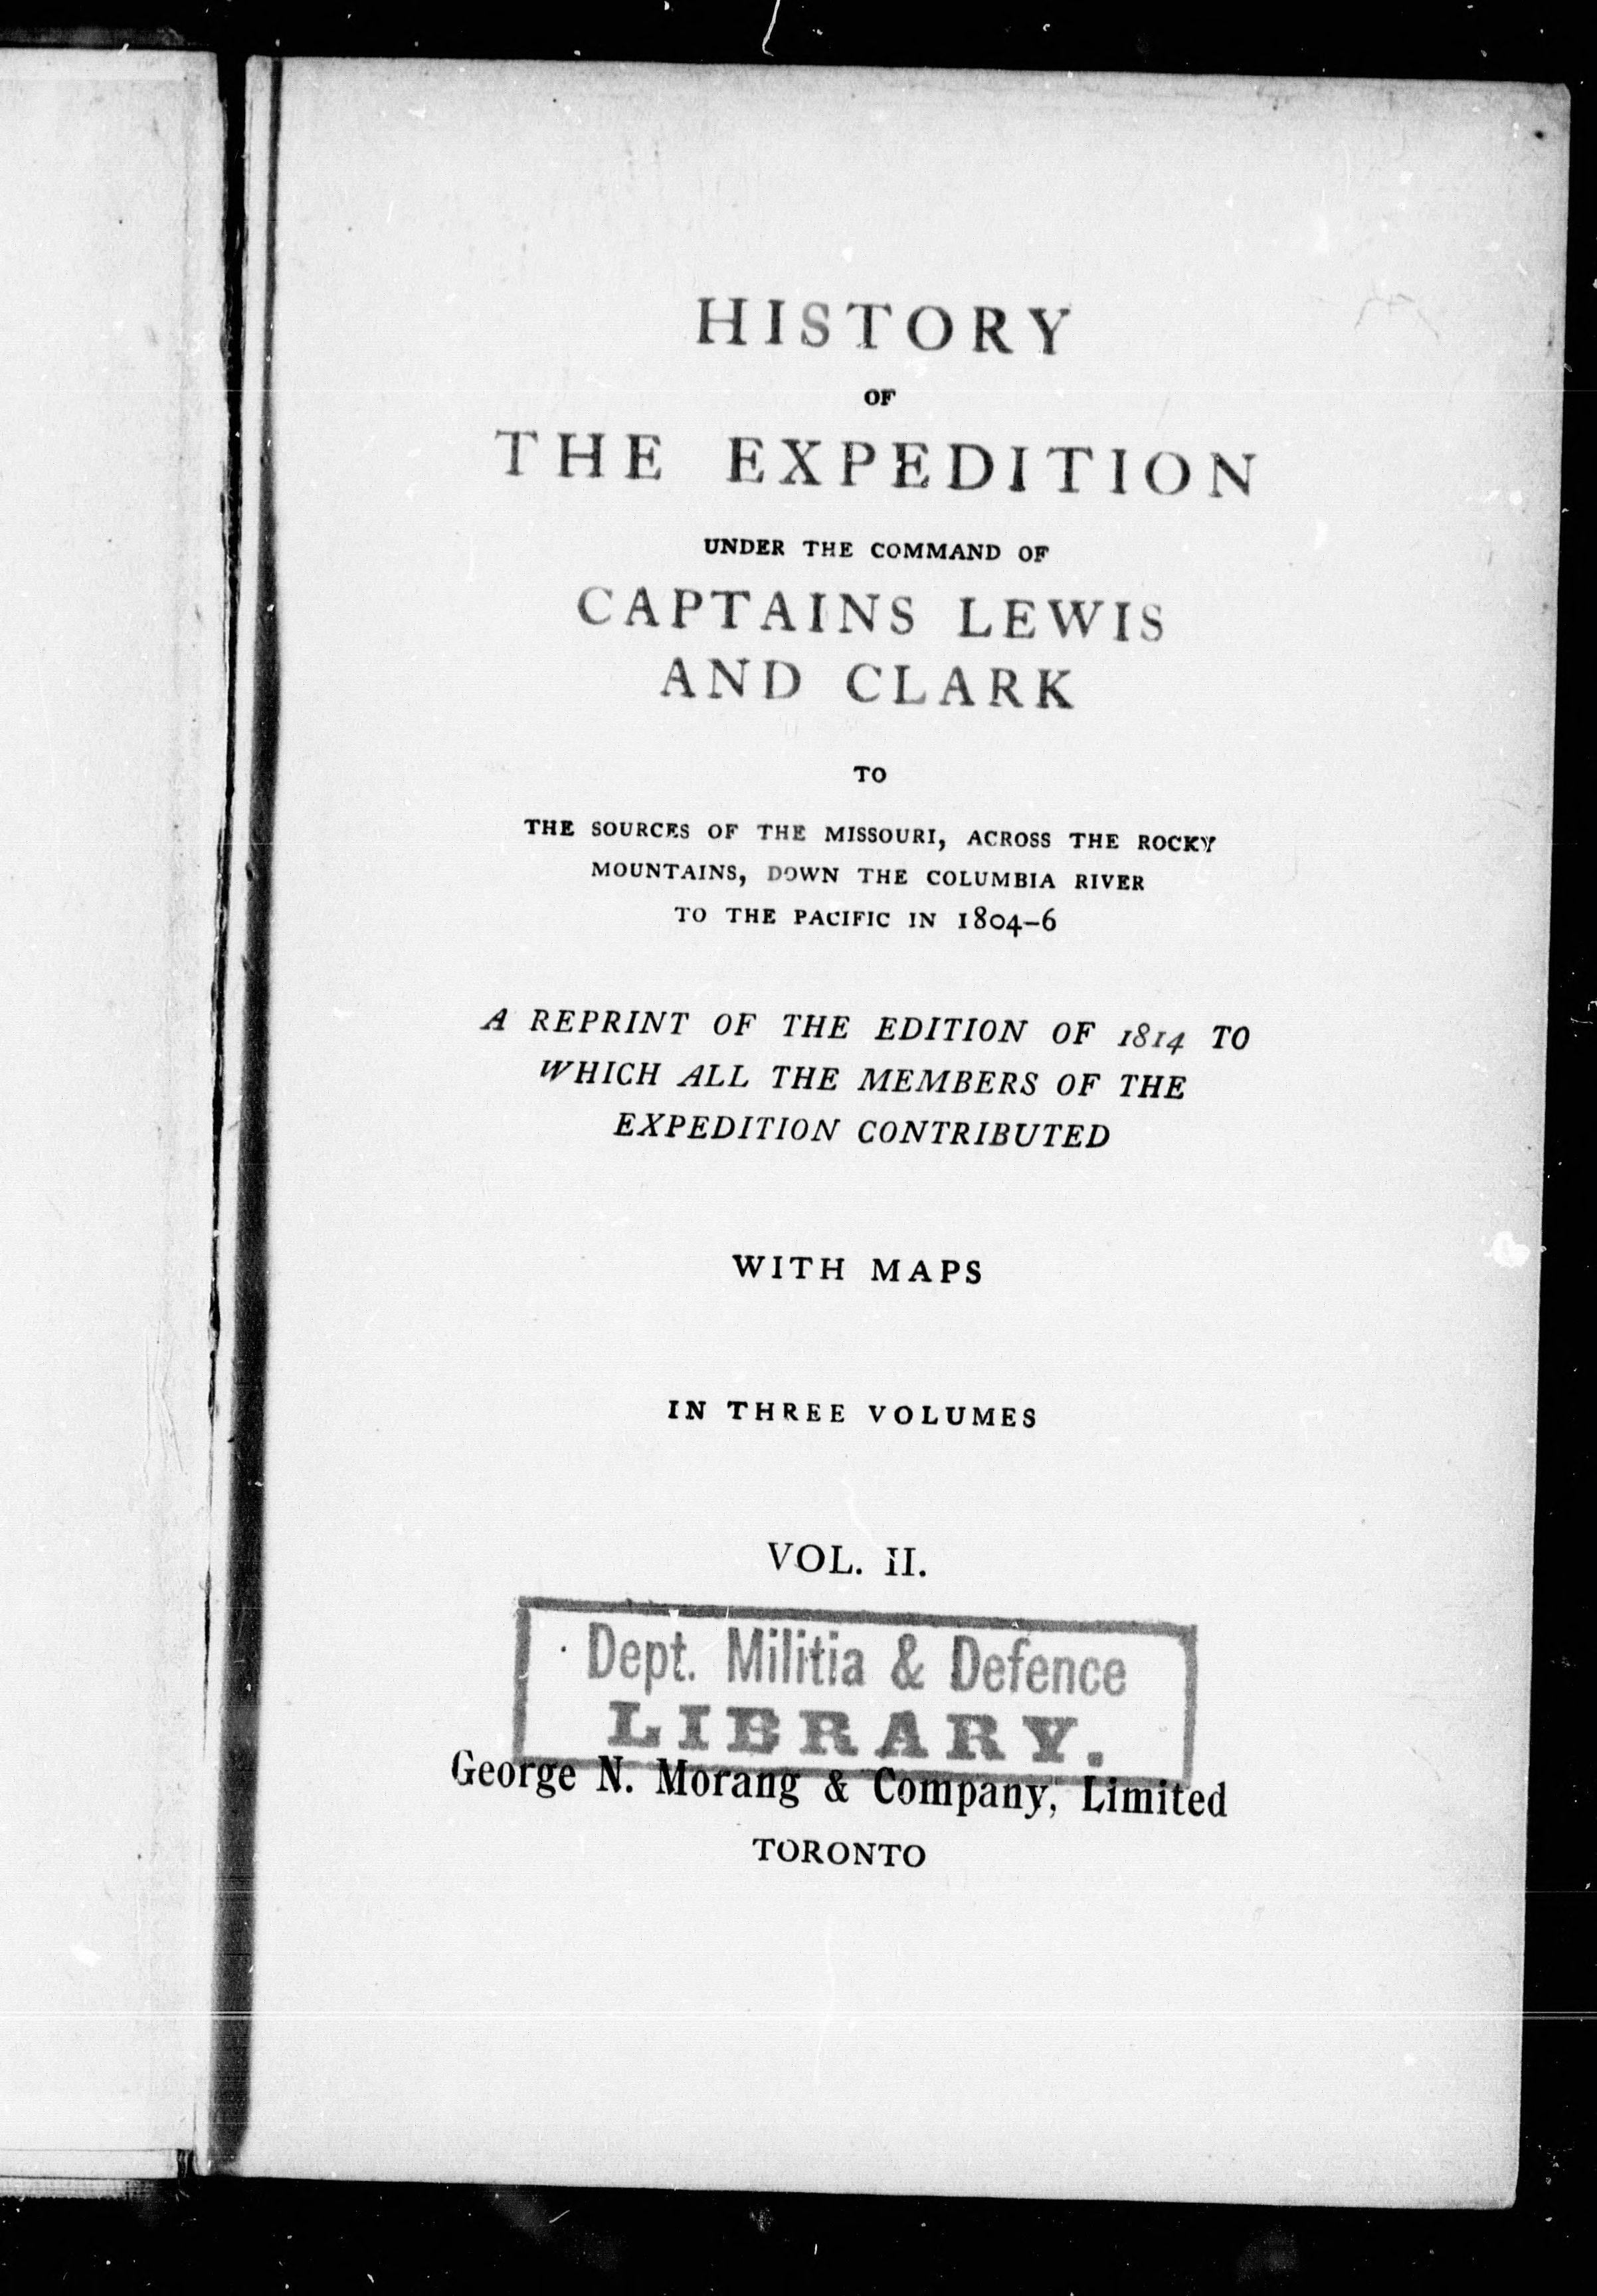 HISTORY
OF
THE EXPEDITION
UNDER THE COMMAND OF
CAPTAINS LEWIS
AND CLARK
TO
THE SOURCES OF THE MISSOURI, ACROSS THE ROCKY
MOUNTAINS, DOWN THE COLUMBIA RIVER
TO THE PACIFIC IN 1804–6
A REPRINT OF THE EDITION OF 1814 TO
WHICH ALL THE MEMBERS OF THE
EXPEDITION CONTRIBUTED
WITH MAPS
IN THREE VOLUMES
VOL. II.
Dept. Militia & Defence
LIBRARY.
George N. Morang & Company, Limited
TORONTO